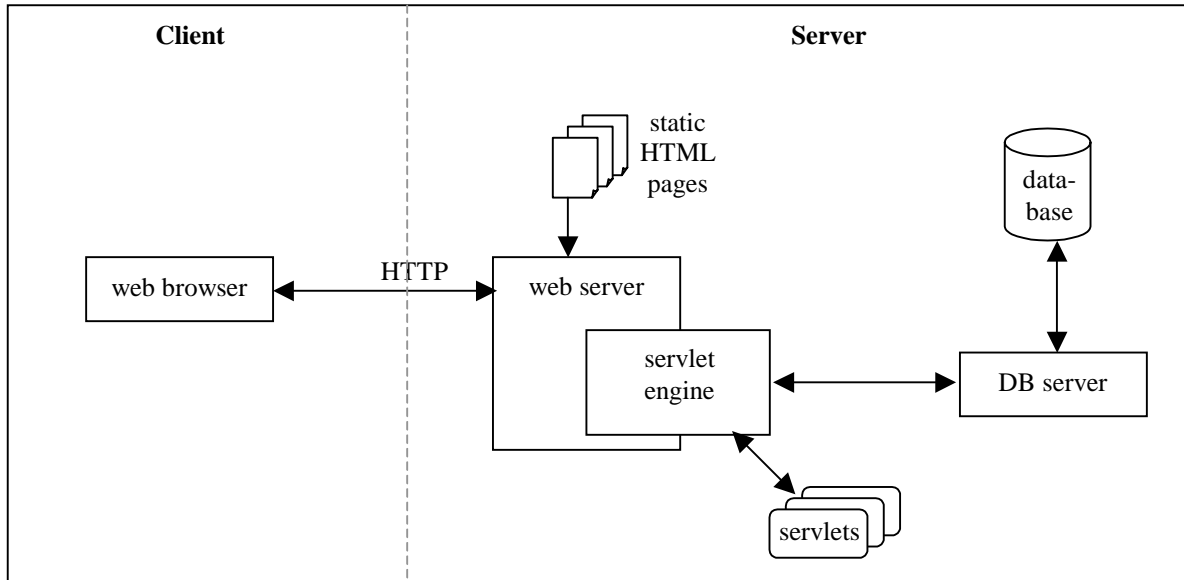 Client
Server
static
HTML
pages
data-
base
HTTP
web browser
web server
servlet
engine
DB server
servlets